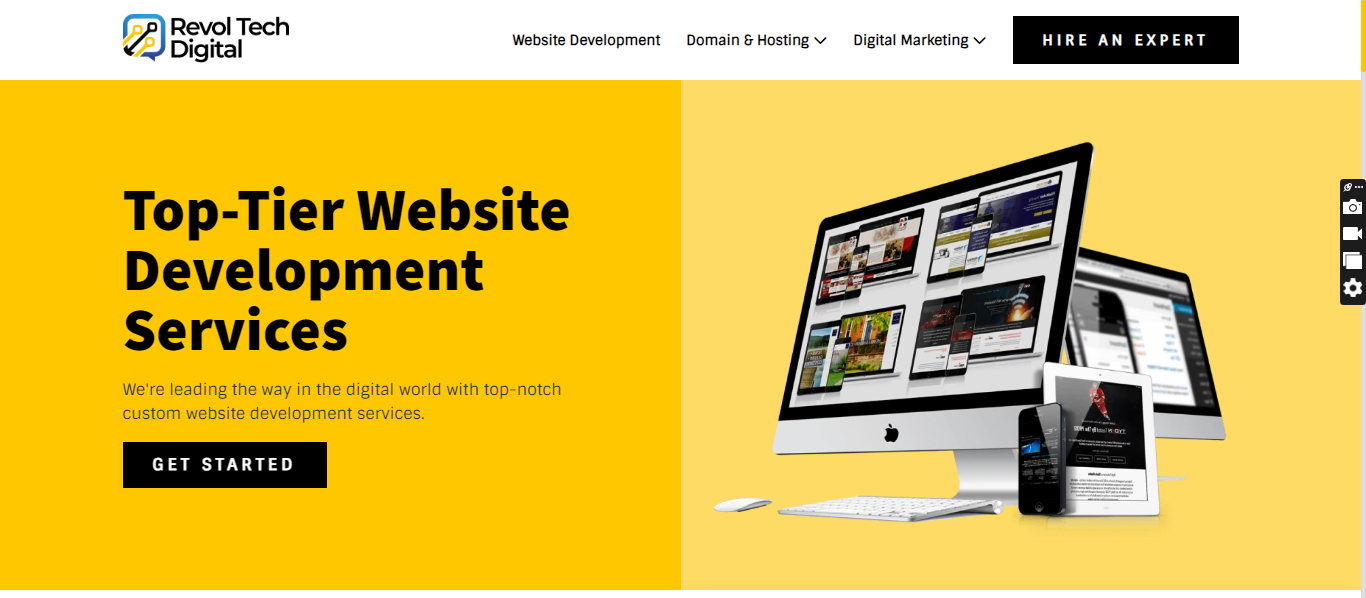 Revol Tech
Digital
Website Development
Domain & Hosting
Digital Marketing
HIRE AN EXPERT
Top-Tier Website
Development
Services
We're leading the way in the digital world with top-notch
custom website development services.
GET STARTED